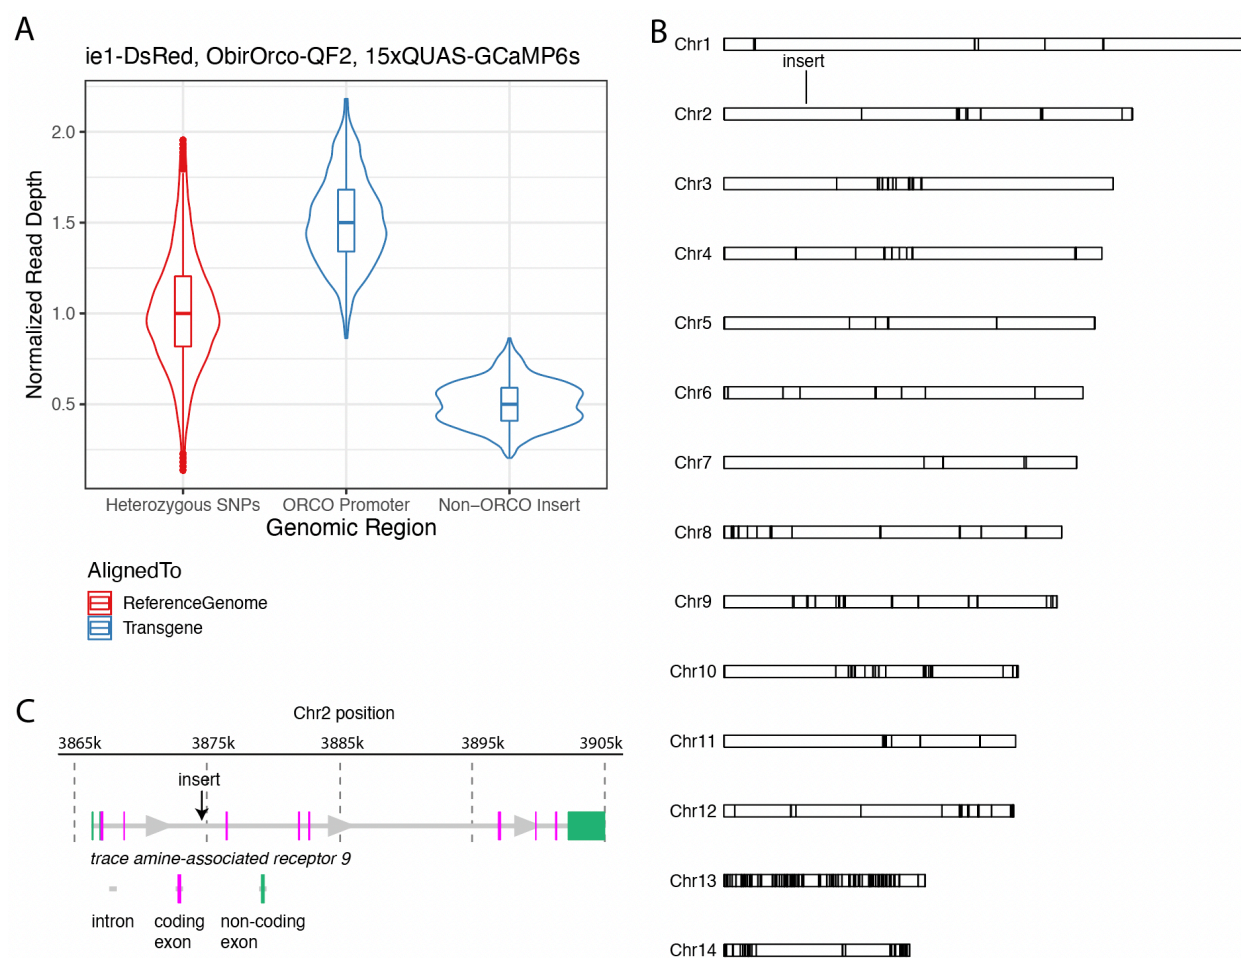 A
ie1-DsRed, ObirOrco-QF2, 15xQUAS-GCaMP6s
Normalized Read Depth
2.0
1.5
1.0
0.5
Heterozygous SNPs
ORCO Promoter
Non–ORCO Insert
Genomic Region
AlignedTo
ReferenceGenome
Transgene
B
Chr1
insert
Chr2
Chr3
Chr4
Chr5
Chr6
Chr7
Chr8
Chr9
Chr10
Chr11
Chr12
Chr13
Chr14
C
Chr2 position
3865k 3875k 3885k 3895k 3905k
insert
trace amine-associated receptor 9
intron
coding
exon
non-coding
exon